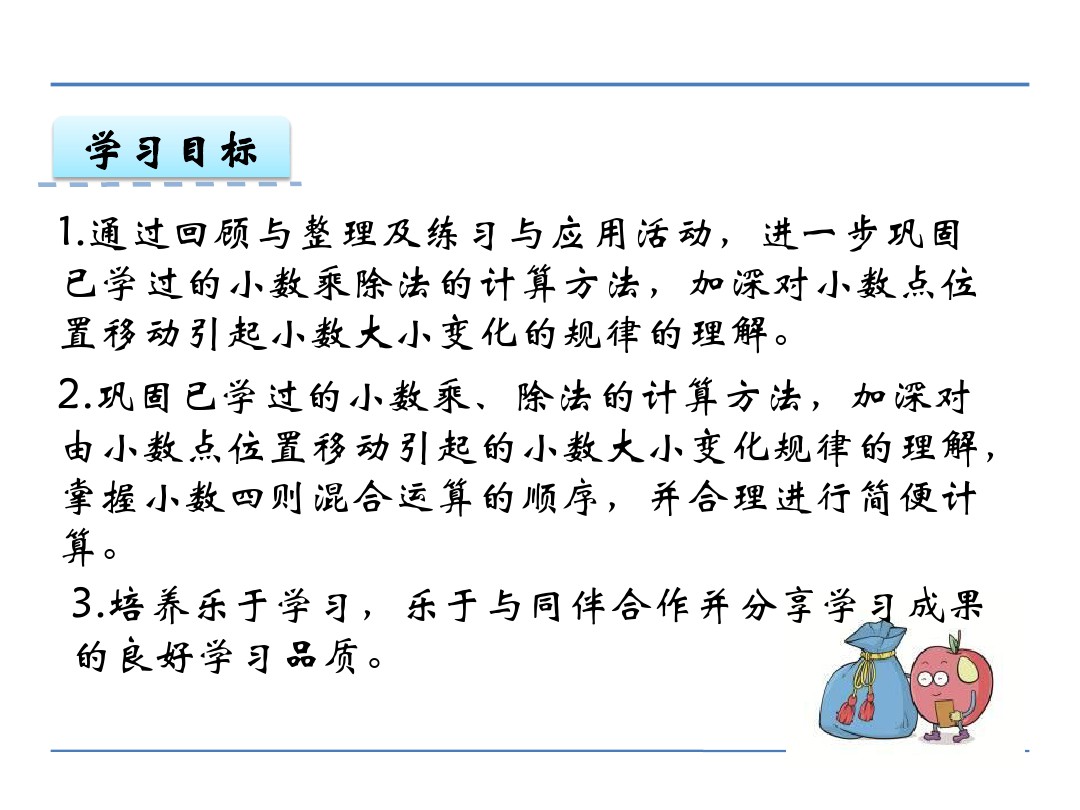 学习目标
1.通过回顾与整理及练习与应用活动，进一步巩固
已学过的小数乘除法的计算方法，加深对小数点位
置移动引起小数大小变化的规律的理解。
2.巩固已学过的小数乘、除法的计算方法，加深对
由小数点位置移动引起的小数大小变化规律的理解，
掌握小数四则混合运算的顺序，并合理进行简便计
算。
3.培养乐于学习，乐于与同伴合作并分享学习成果
的良好学习品质。